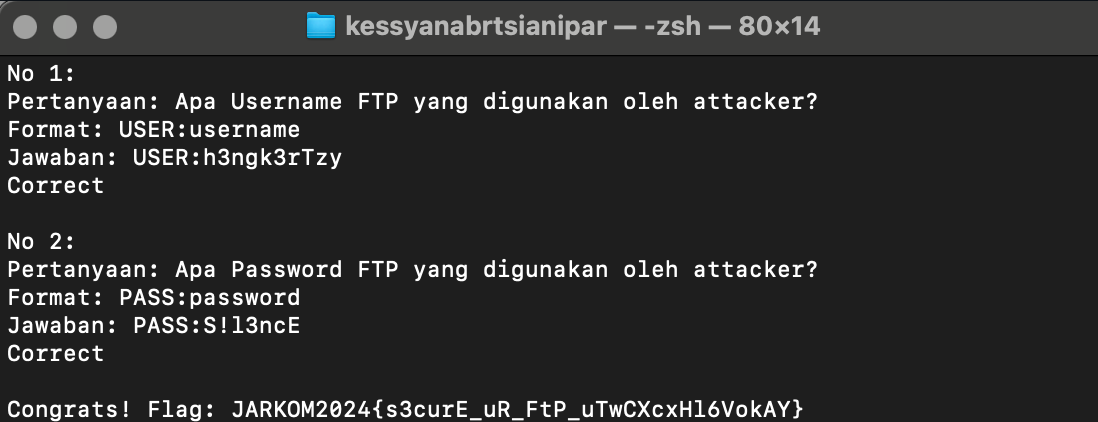 kessyanabrtsianipar — -zsh — 80×14
No 1:
Pertanyaan: Apa Username FTP yang digunakan oleh attacker?
Format: USER:username
Jawaban: USER:h3ngk3rTzy
Correct
No 2:
Pertanyaan: Apa Password FTP yang digunakan oleh attacker?
Format: PASS:password
Jawaban: PASS:S!l3ncE
Correct
Congrats! Flag: JARKOM2024{s3curE_uR_FtP_uTwCXcxHl6VokAY}